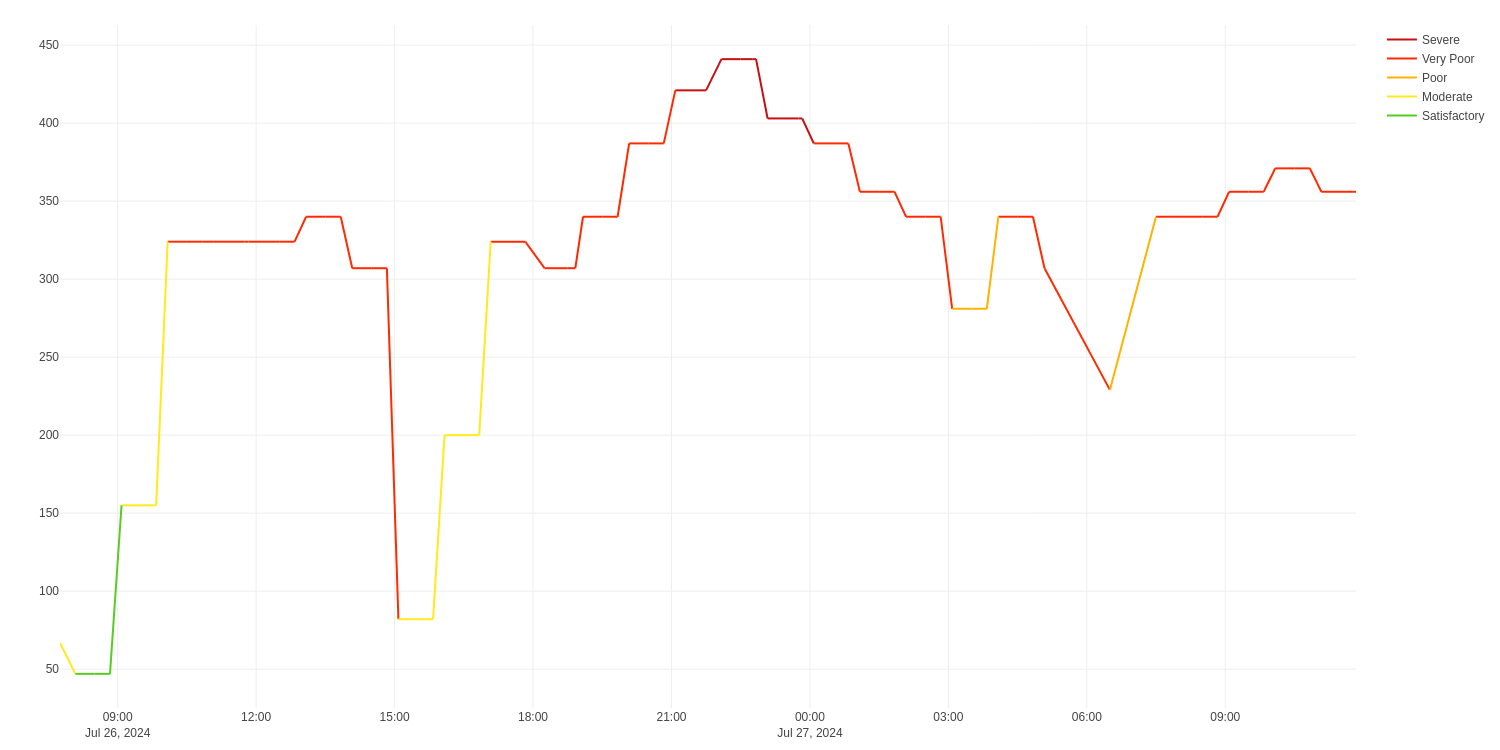 450
400
350
300
250
200
150
100
50
09:00
Jul 26, 2024
12:00
15:00
18:00
21:00
00:00
Jul 27, 2024
03:00
06:00
09:00
Severe
Very Poor
Poor
Moderate
Satisfactory